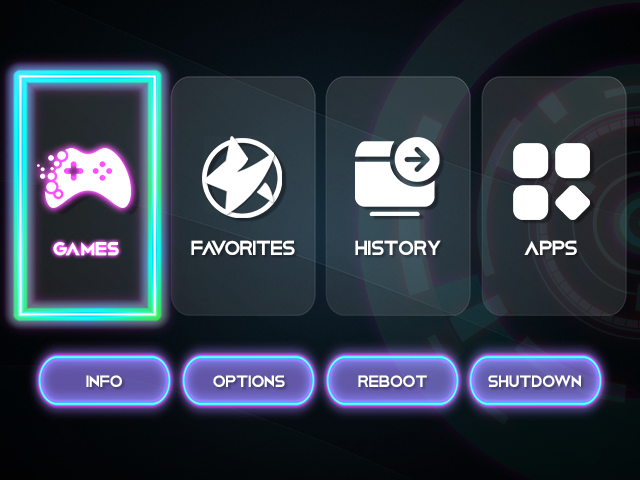 GAMES
FAVORITES
HISTORY
APPS
INFO
OPTIONS
REBOOT
SHUTDOWN